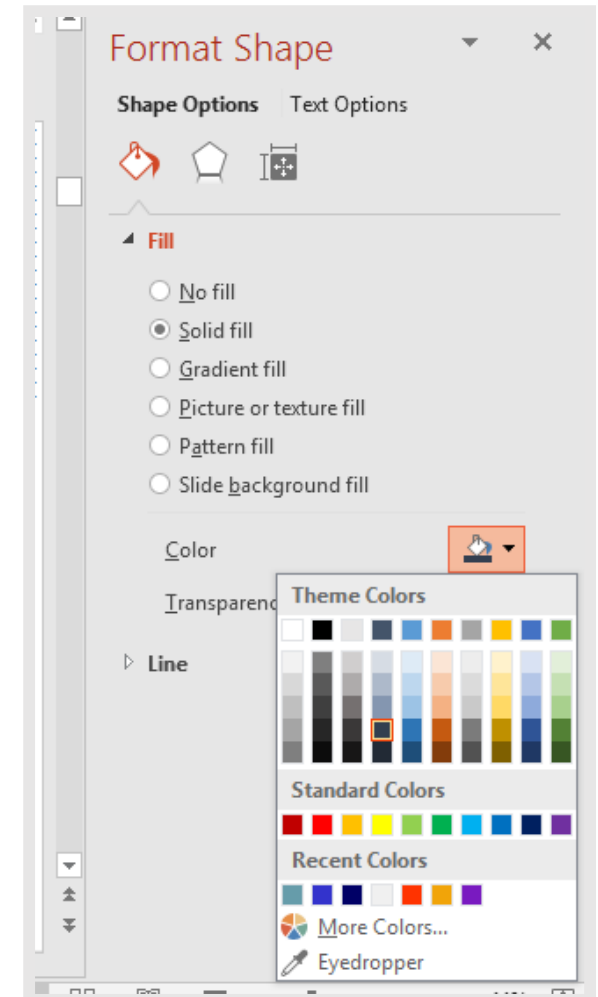 Format Shape
Shape Options Text Options
Fill
No fill
Solid fill
Gradient fill
Picture or texture fill
Pattern fill
Slide background fill
Color
Transparenc
Theme Colors
Line
Standard Colors
Recent Colors
More Colors...
Eyedropper